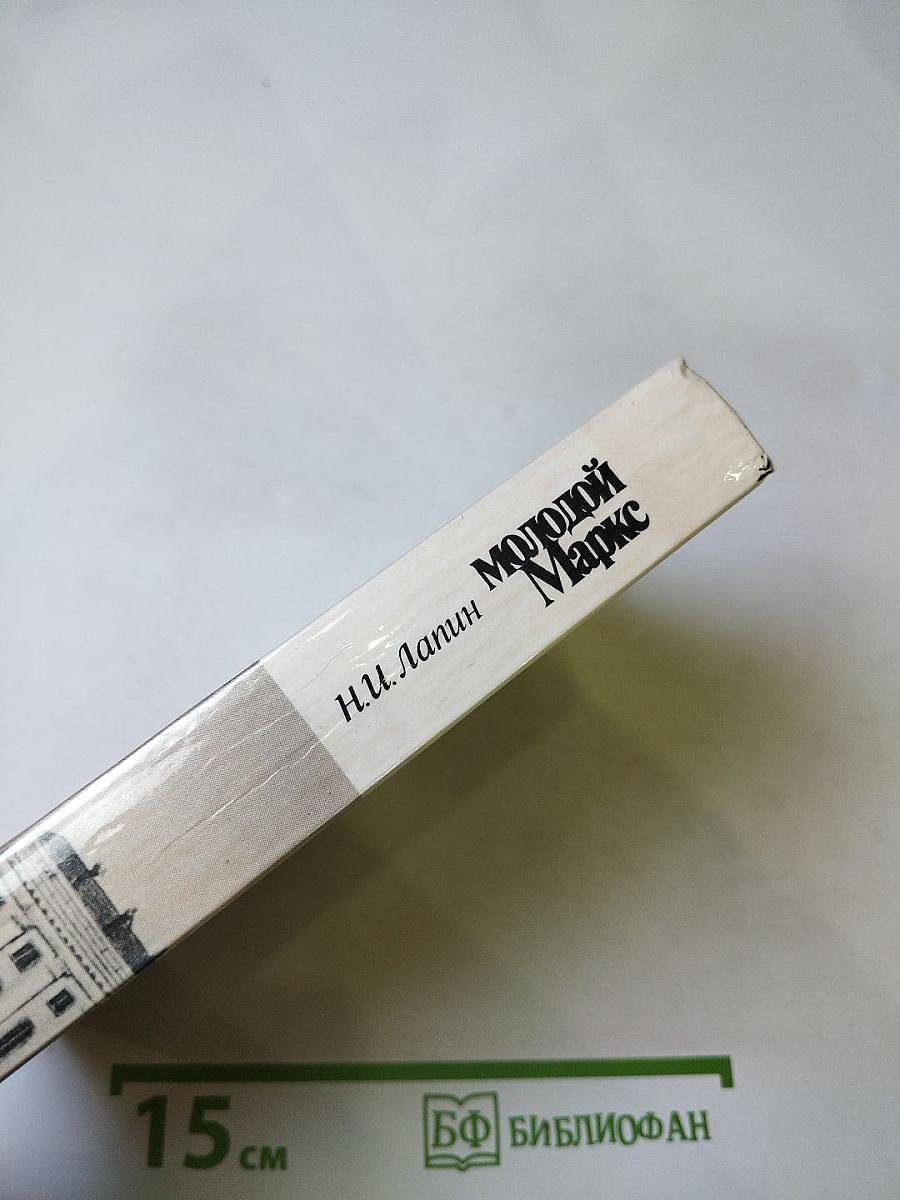 Н.И. Лапин
молодой
Маркс
15 см
БФ БИБЛИОФАН